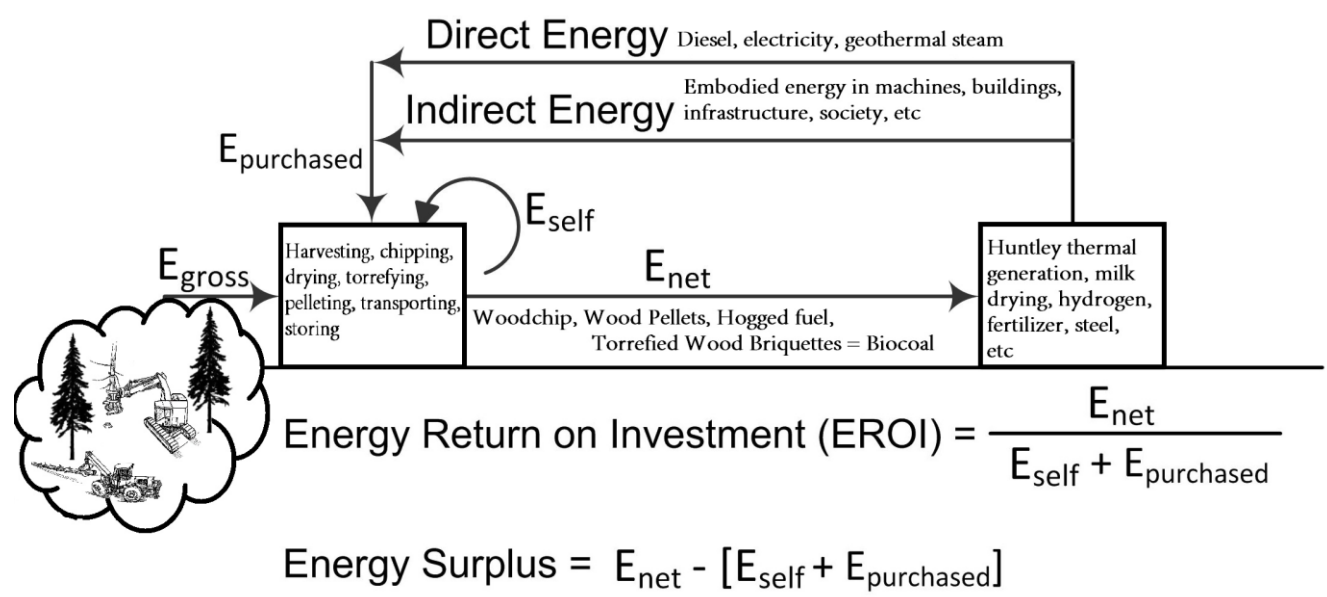 Direct Energy Diesel, electricity, geothermal steam
Indirect Energy Embodied energy in machines, buildings,
infrastructure, society, etc
Epurchased
Eself
Egross
Harvesting, chipping,
drying, torrefying,
pelleting, transporting,
storing
Enet
Woodchip, Wood Pellets, Hogged fuel,
Torrefied Wood Briquettes = Biocoal
Huntley thermal
generation, milk
drying, hydrogen,
fertilizer, steel,
etc
Energy Return on Investment (EROI) =
Enet
Eself + Epurchased
Energy Surplus = Enet - [Eself + Epurchased]